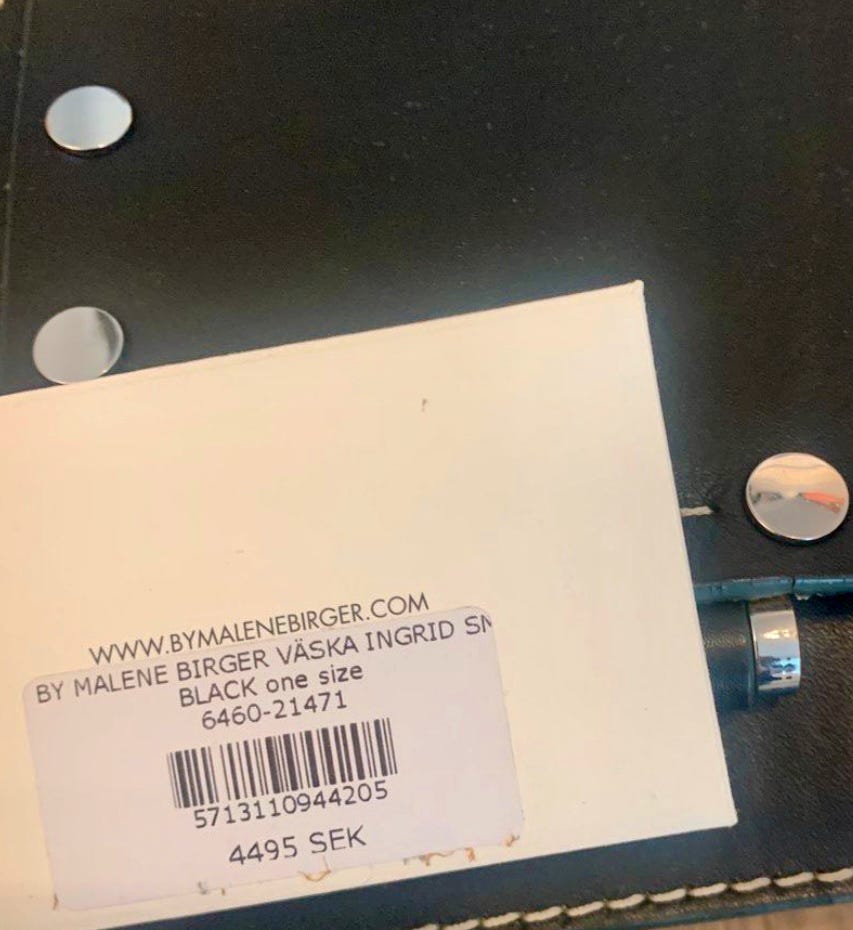 WWW.BYMALENEBIRGER.COM
BY MALENE BIRGER VÄSKA INGRID
BLACK one size
6460-21471
5713110944205
4495 SEK